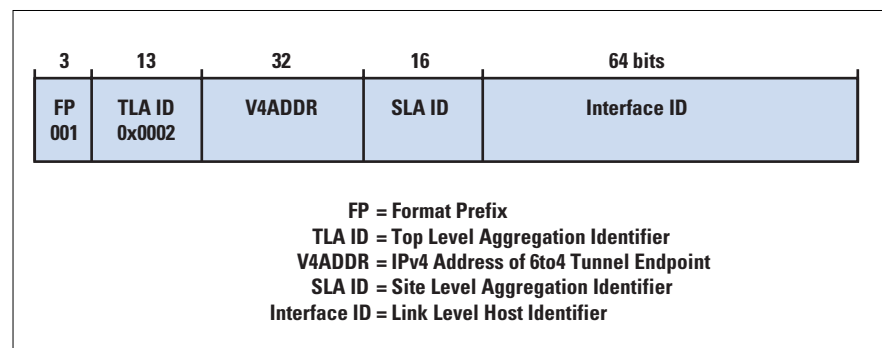 3 13 32 16 64 bits
FP 001 TLA ID 0x0002 V4ADDR SLA ID Interface ID
FP = Format Prefix
TLA ID = Top Level Aggregation Identifier
V4ADDR = IPv4 Address of 6to4 Tunnel Endpoint
SLA ID = Site Level Aggregation Identifier
Interface ID = Link Level Host Identifier